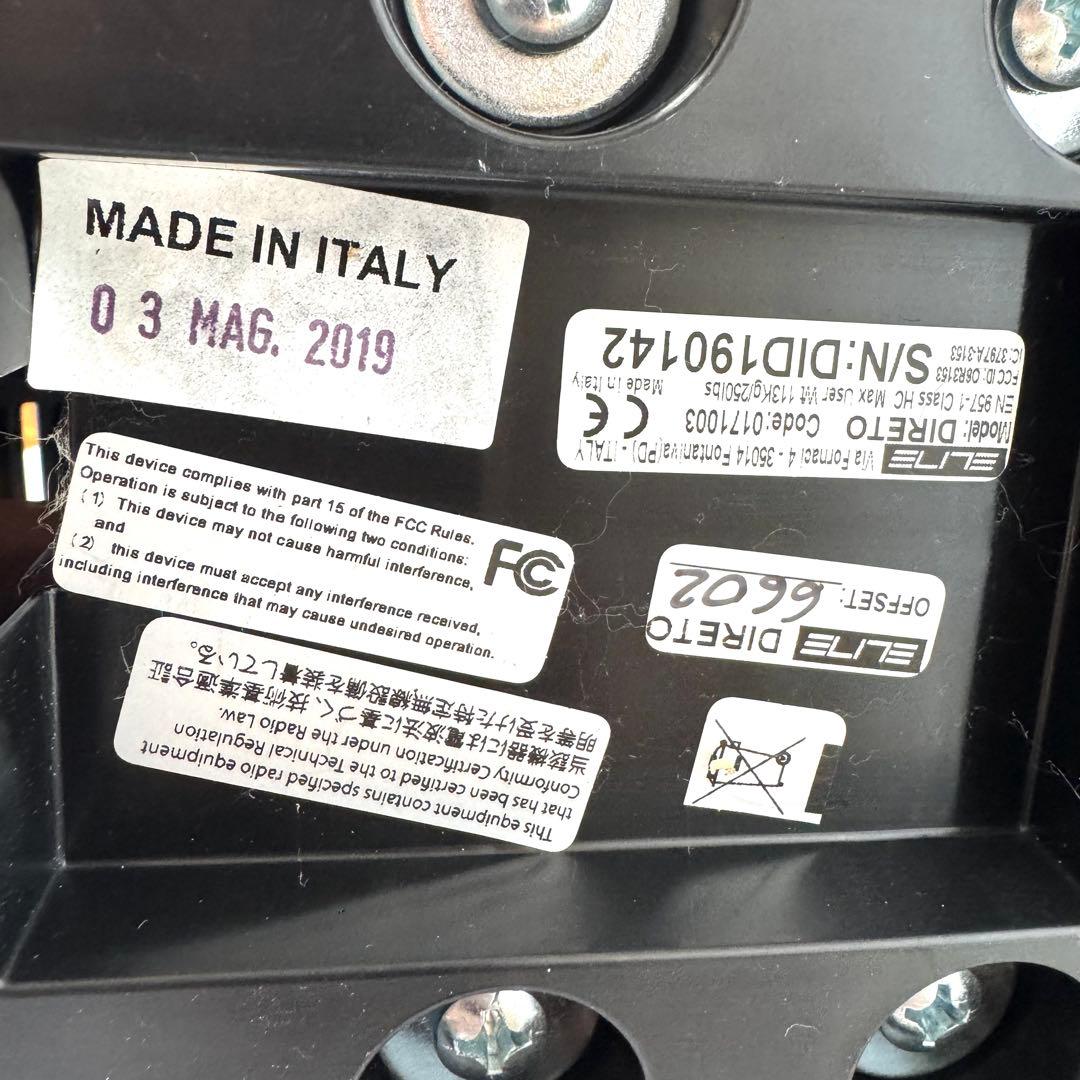 MADE IN ITALY
03 MAG. 2019
ELITE Via Fornaci 4 - 35014 Fontaniva(PD) - ITALY
Model: DIRETO Code:01171003
EN 957-1 Class HC Max User Wt 113Kg/250lbs
CE
Made in Italy
FCC ID: O6R3153
IC: 3797A-3153
S/N:DID190142
This device complies with part 15 of the FCC Rules.
Operation is subject to the following two conditions:
(1) This device may not cause harmful interference,
and
(2) this device must accept any interference received,
including interference that may cause undesired operation.
FC
ELITE DIRETO
OFFSET: 6602
This equipment contains specified radio equipment
that has been certified to the Technical Regulation
Conformity Certification under the Radio Law.
当該機器には電波法に基づく、技術基準適合証
明等を受けた特定無線設備を装着している。